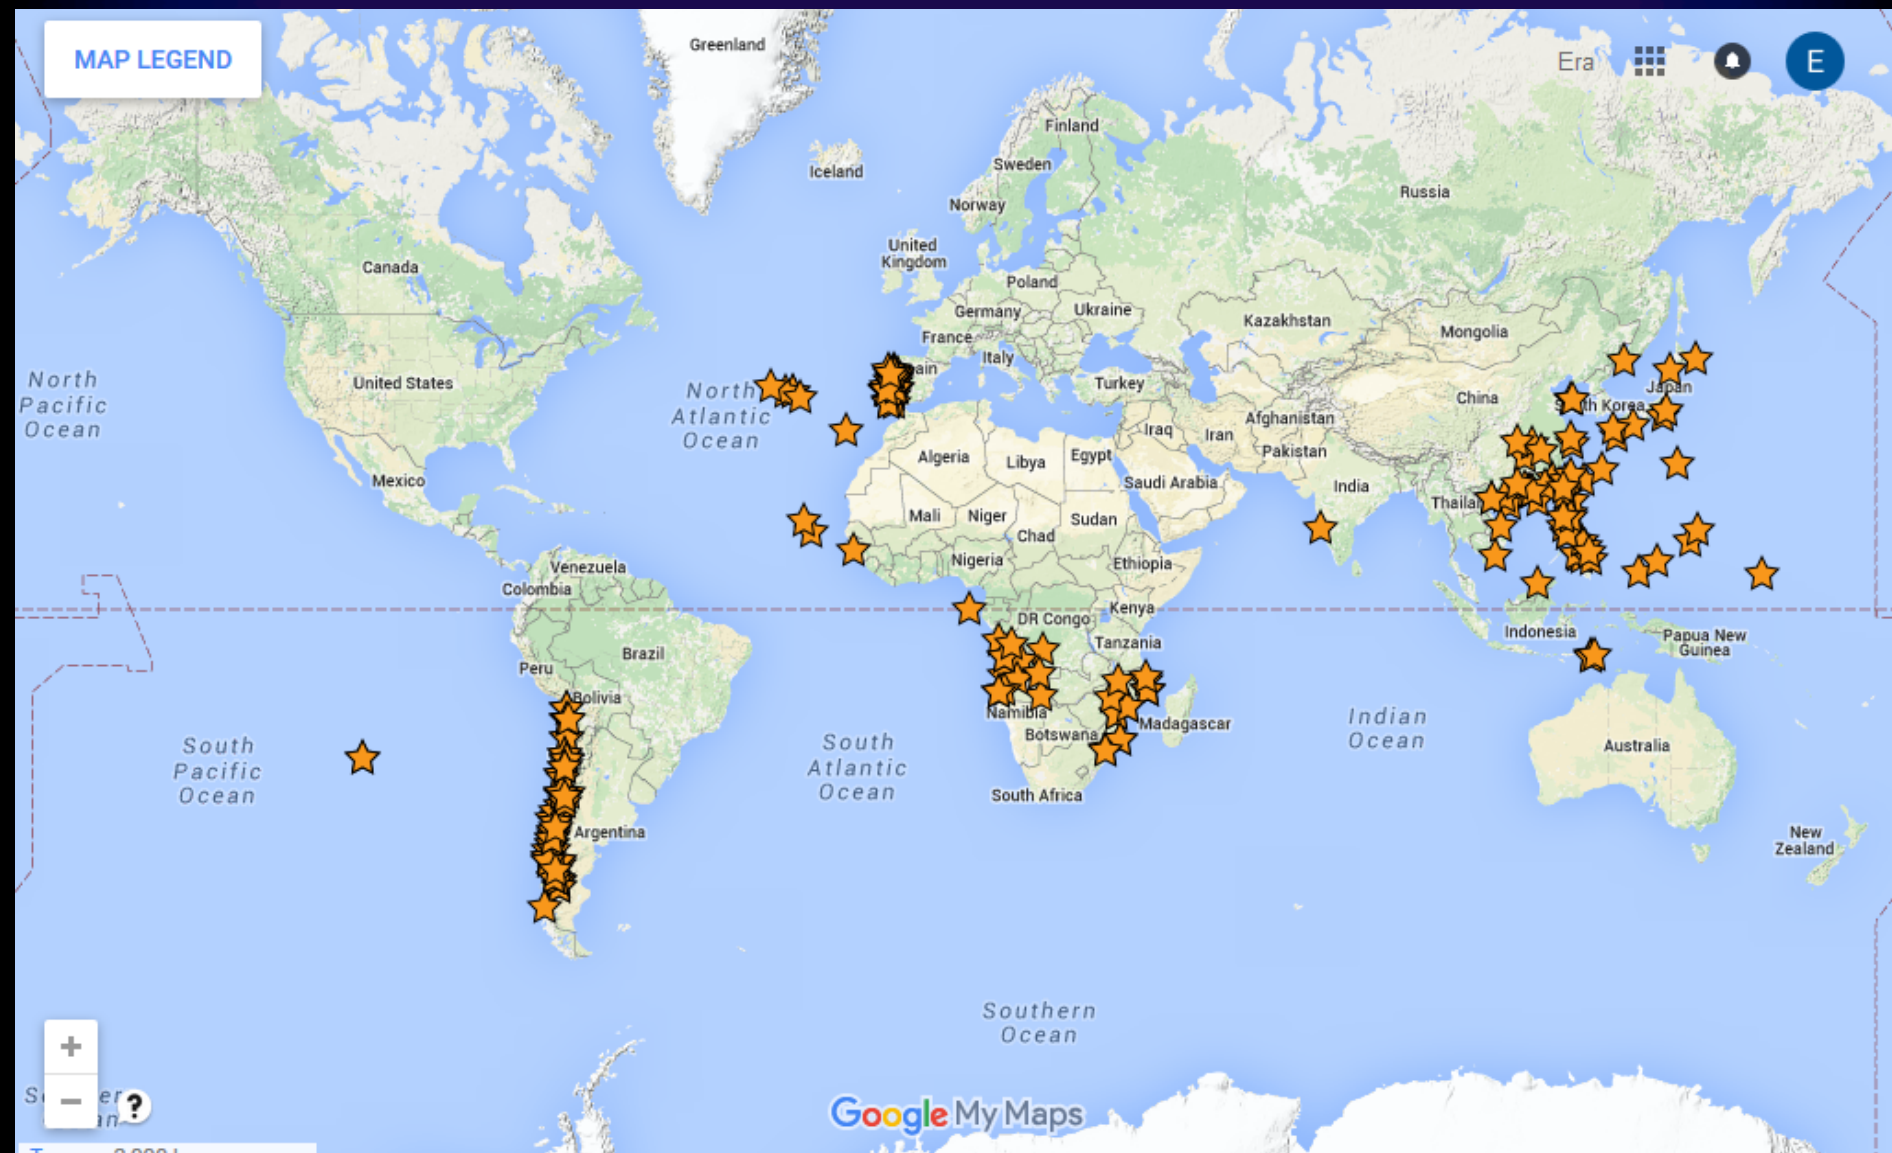 MAP LEGEND
Greenland
Era
E
Finland
Iceland
Sweden
Russia
Norway
United
Kingdom
Canada
Poland
Germany
Ukraine
Kazakhstan
Mongolia
France
Italy
North
Pacific
Ocean
United States
North
Atlantic
Ocean
Turkey
Japan
China
Afghanistan
Iraq
Iran
Pakistan
Algeria
Libya
Egypt
Mexico
Saudi Arabia
India
Mali
Niger
Sudan
Chad
Nigeria
Ethiopia
Venezuela
Colombia
DR Congo
Kenya
Tanzania
Indonesia
Papua New
Guinea
Brazil
Peru
Bolivia
Namibia
Madagascar
Botswana
Indian
Ocean
South
Pacific
Ocean
South
Atlantic
Ocean
Australia
South Africa
Argentina
New
Zealand
Southern
Ocean
+
−
?
Google My Maps